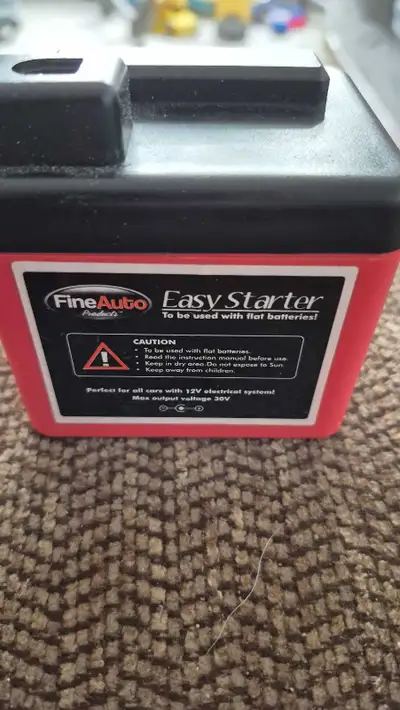 FineAuto
Products™
Easy Starter
To be used with flat batteries!
CAUTION
• To be used with flat batteries.
• Read the instruction manual before use.
• Keep in dry area.Do not expose to Sun.
• Keep away from children.
Perfect for all cars with 12V electrical system!
Max output voltage 30V